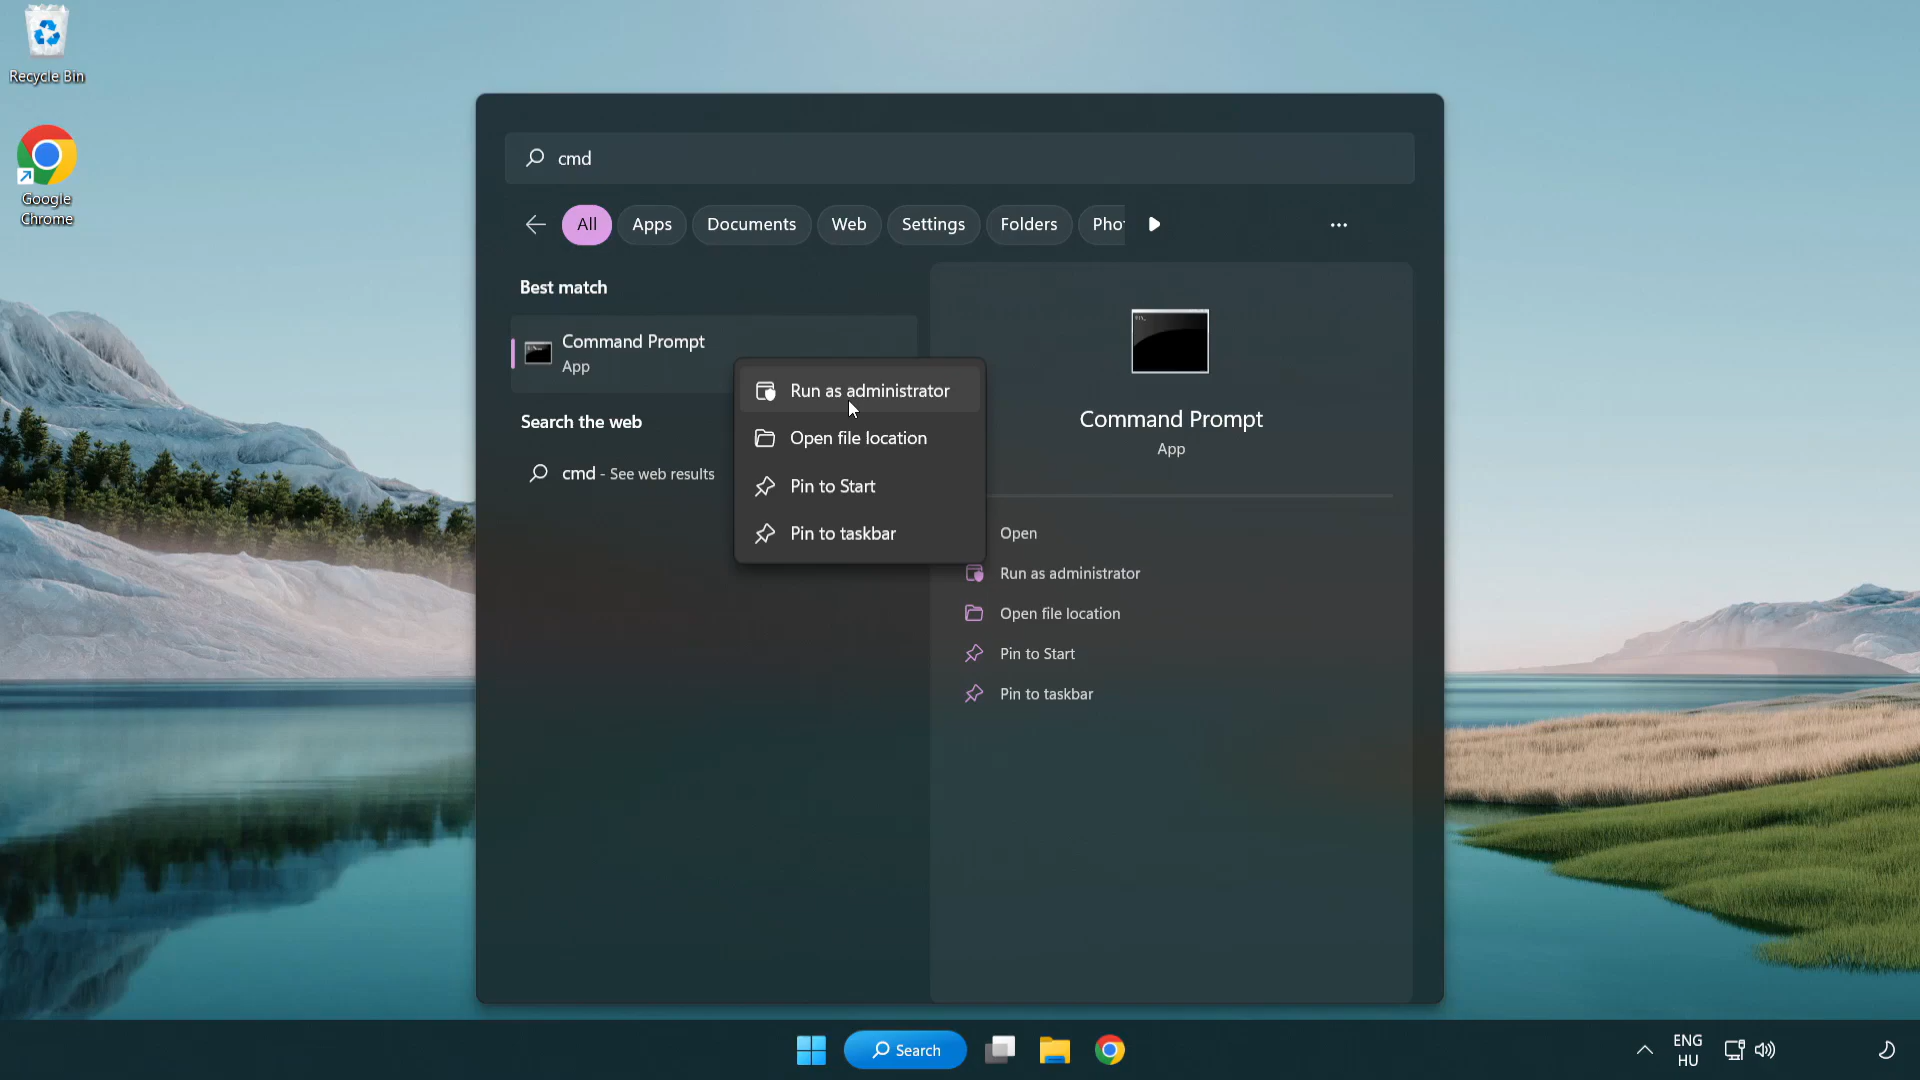 Recycle Bin
Google
Chrome
cmd
All Apps Documents Web Settings Folders Pho
Best match
Command Prompt
App
Search the web
cmd - See web results
Run as administrator
Open file location
Pin to Start
Pin to taskbar
Command Prompt
App
Open
Run as administrator
Open file location
Pin to Start
Pin to taskbar
Search
ENG
HU